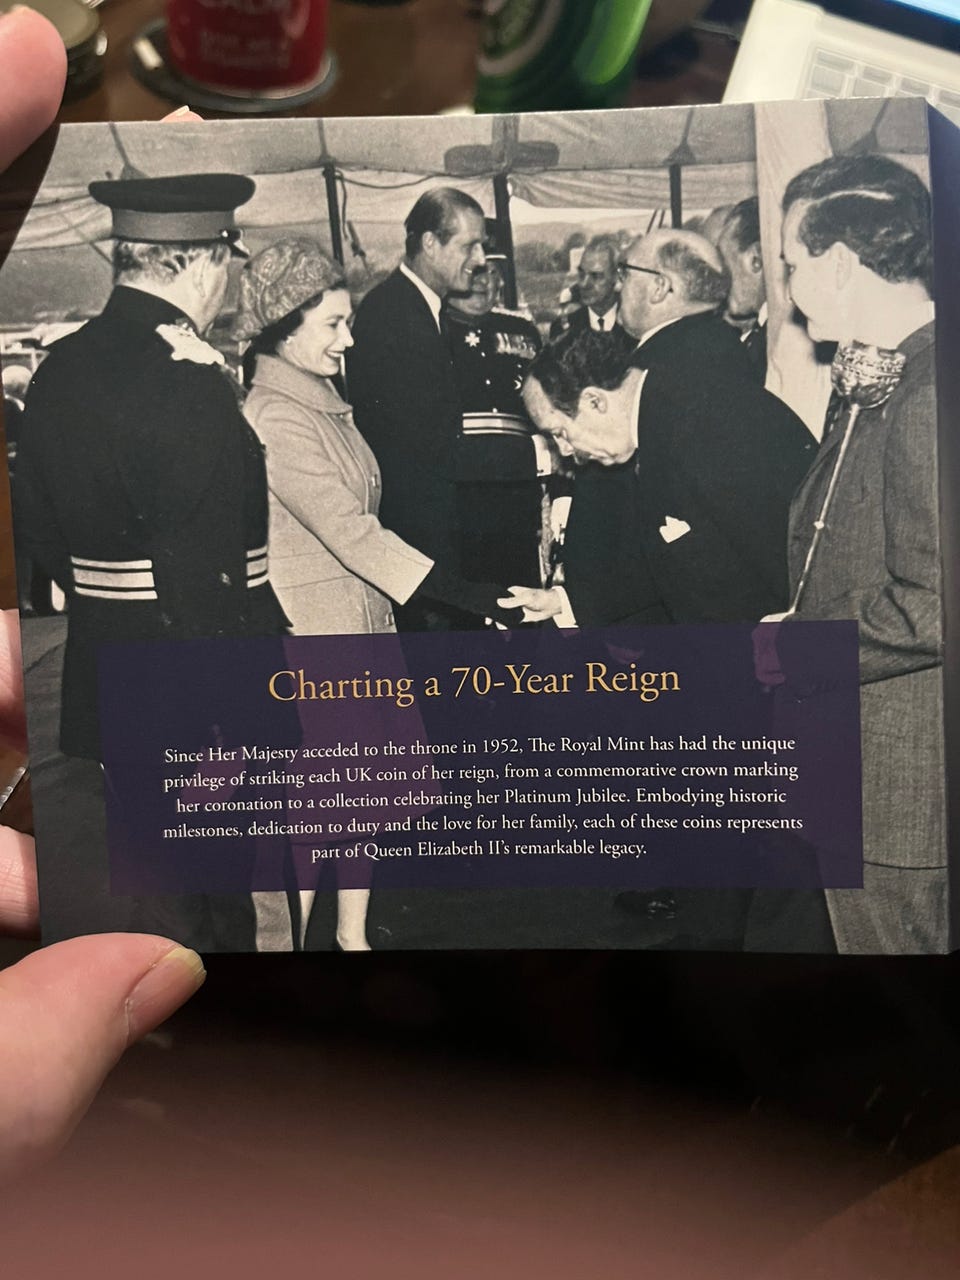 CALM
Charting a 70-Year Reign
Since Her Majesty acceded to the throne in 1952, The Royal Mint has had the unique
privilege of striking each UK coin of her reign, from a commemorative crown marking
her coronation to a collection celebrating her Platinum Jubilee. Embodying historic
milestones, dedication to duty and the love for her family, each of these coins represents
part of Queen Elizabeth II's remarkable legacy.